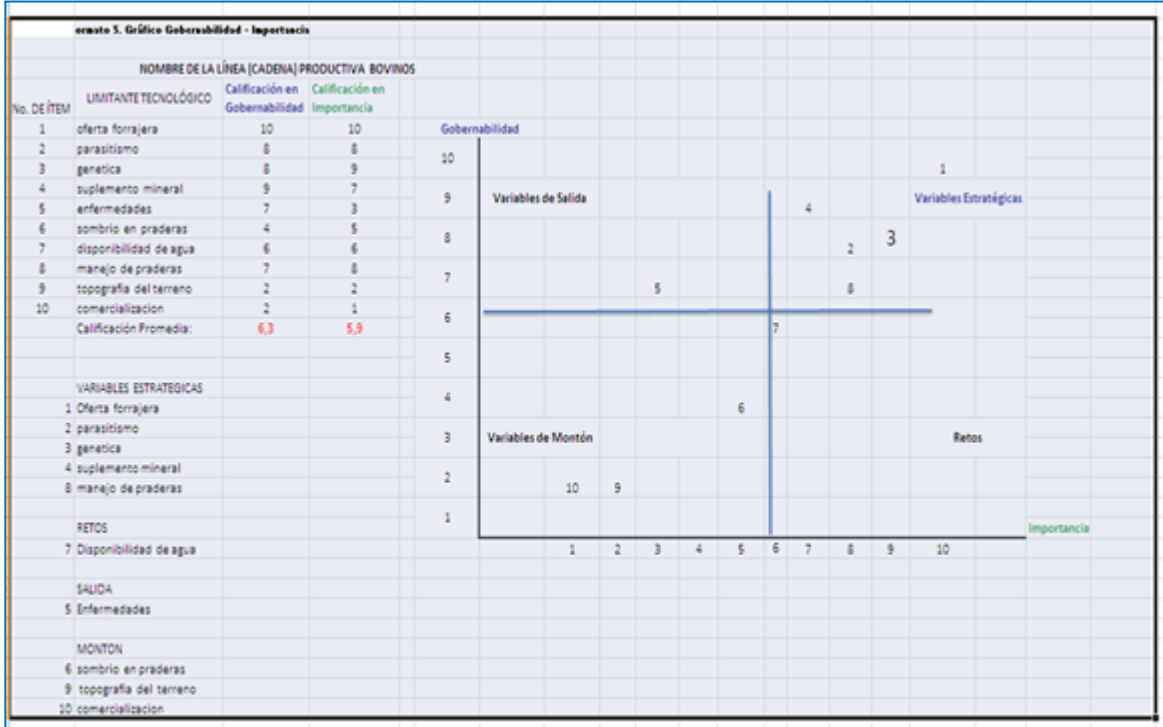 ormato 5. Gráfico Gobernabilidad - Importancia
NOMBRE DE LA LÍNEA (CADENA) PRODUCTIVA BOVINOS
No. DE ÍTEM LIMITANTE TECNOLÓGICO Calificación en Gobernabilidad Calificación en Importancia
1 oferta forrajera 10 10
2 parasitismo 8 8
3 genetica 8 9
4 suplemento mineral 9 7
5 enfermedades 7 3
6 sombrio en praderas 4 5
7 disponibilidad de agua 6 6
8 manejo de praderas 7 8
9 topografia del terreno 2 2
10 comercializacion 2 1
Calificación Promedia: 6,3 5,9
VARIABLES ESTRATEGICAS
1 Oferta forrajera
2 parasitismo
3 genetica
4 suplemento mineral
8 manejo de praderas
RETOS
7 Disponibilidad de agua
SALIDA
5 Enfermedades
MONTON
6 sombrio en praderas
9 topografia del terreno
10 comercializacion
Gobernabilidad
10 1
9 Variables de Salida 4 Variables Estratégicas
8 2 3
7 5 8
6 7
5
4 6
3 Variables de Montón Retos
2 10 9
1
Importancia
1 2 3 4 5 6 7 8 9 10